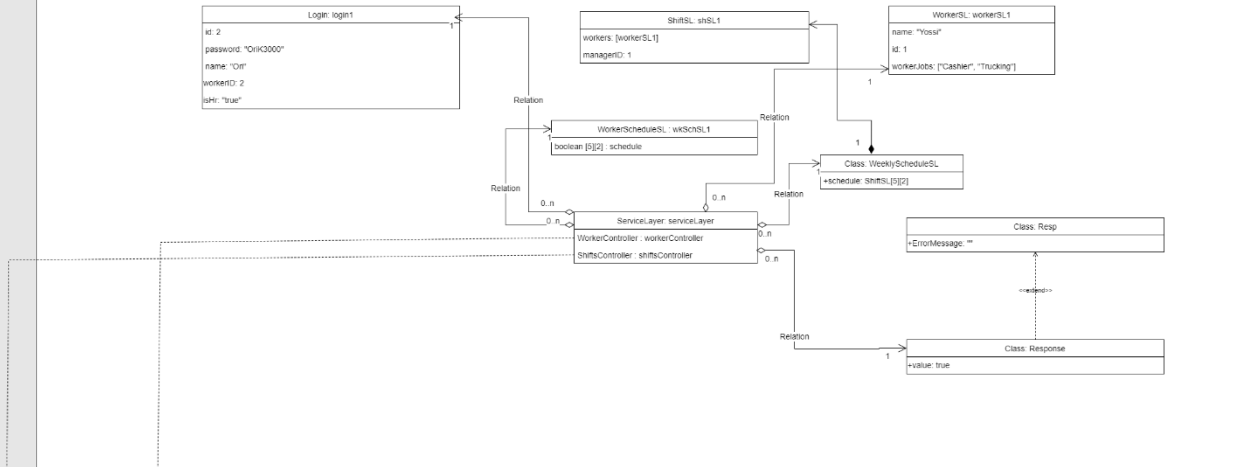 Login: login1
id: 2
password: "OriK3000"
name: "Ori"
workerID: 2
isHr: "true"
1
ShiftSL: shSL1
workers: [workerSL1]
managerID: 1
WorkerSL: workerSL1
name: "Yossi"
id: 1
workerJobs: ["Cashier", "Trucking"]
1
Relation
Relation
WorkerScheduleSL : wkSchSL1
boolean [5][2] : schedule
1
1
Class: WeeklyScheduleSL
+schedule: ShiftSL[5][2]
1
Relation
Relation
0..n
0..n
0..n
0..n
0..n
ServiceLayer: serviceLayer
WorkerController : workerController
ShiftsController : shiftsController
Class: Resp
+ErrorMessage: ""
<<extend>>
Relation
1
Class: Response
+value: true